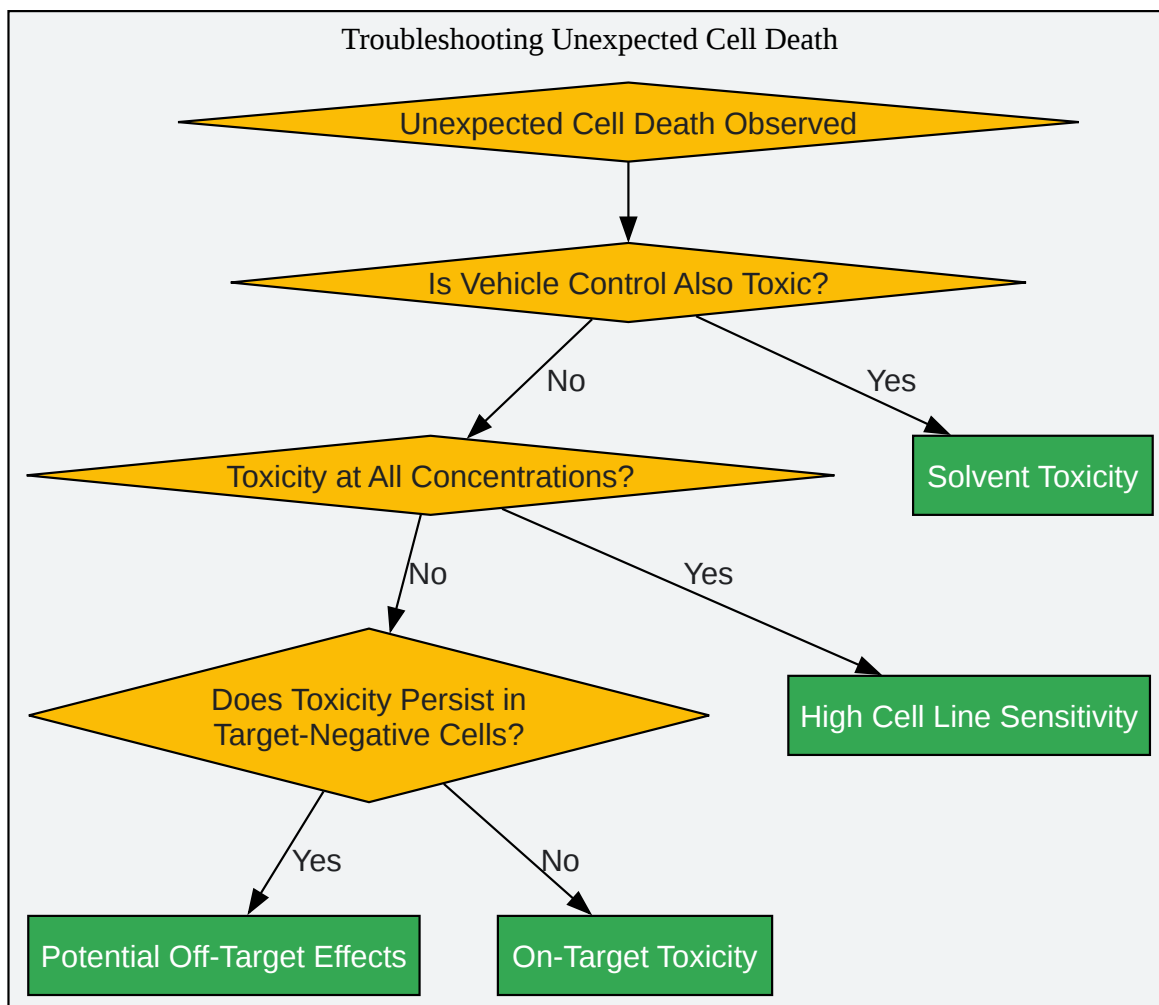 Troubleshooting Unexpected Cell Death
Unexpected Cell Death Observed
Is Vehicle Control Also Toxic?
No
Yes
Toxicity at All Concentrations?
Solvent Toxicity
No
Yes
Does Toxicity Persist in
Target-Negative Cells?
High Cell Line Sensitivity
Yes
No
Potential Off-Target Effects
On-Target Toxicity